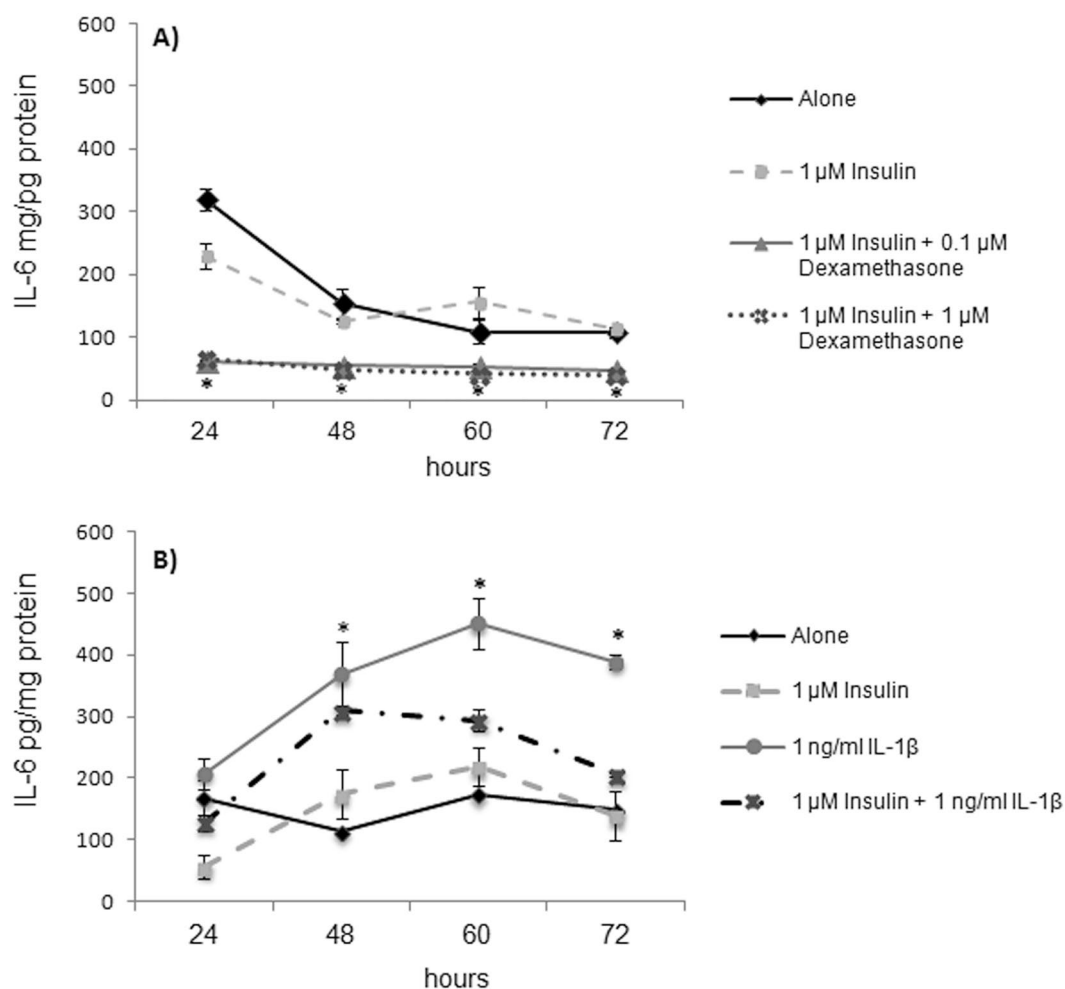 A)
IL-6 mg/pg protein
600
500
400
300
200
100
0
*
*
*
*
24
48
60
72
hours
Alone
1 µM Insulin
1 µM Insulin + 0.1 µM
Dexamethasone
1 µM Insulin + 1 µM
Dexamethasone
B)
IL-6 pg/mg protein
600
500
400
300
200
100
0
*
*
*
24
48
60
72
hours
Alone
1 µM Insulin
1 ng/ml IL-1β
1 µM Insulin + 1 ng/ml IL-1β